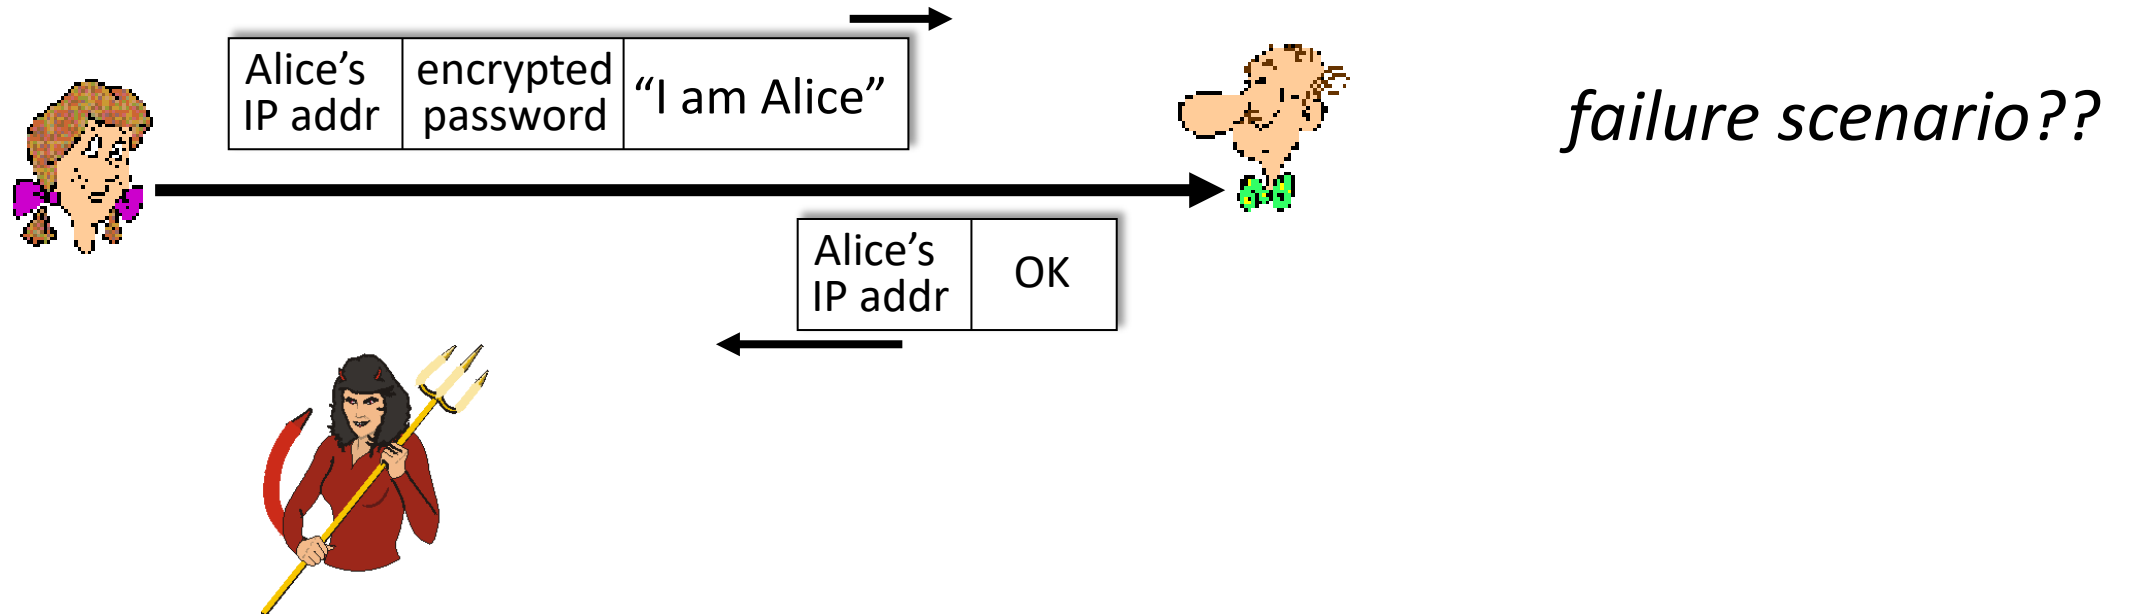 Alice’s
IP addr
encrypted
password
“I am Alice”
failure scenario??
Alice’s
IP addr
OK